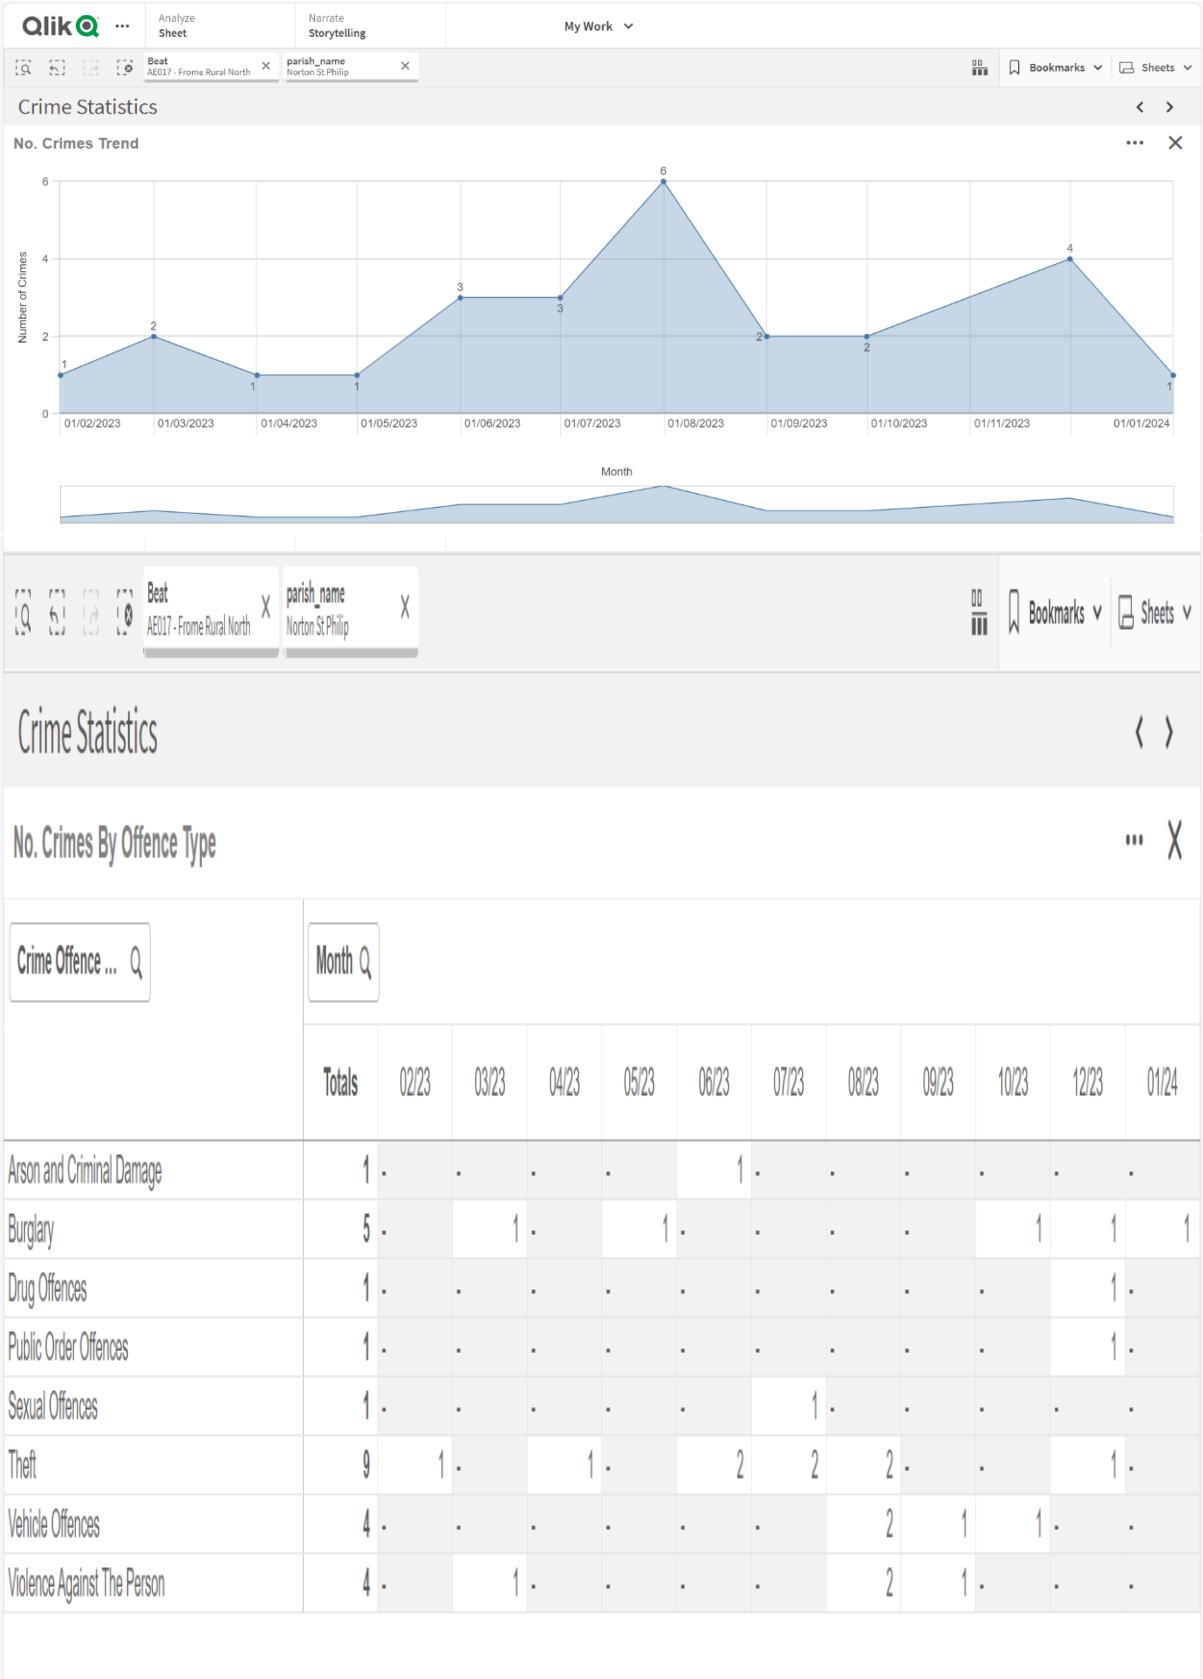 Qlik ... Analyze Narrate
Sheet Storytelling My Work
Beat parish_name
AE017 - Frome Rural North Norton St Philip Bookmarks Sheets
Crime Statistics
No. Crimes Trend
6
4
2
0
Number of Crimes
1 2 1 1 3 3 6 2 2 4 1
01/02/2023 01/03/2023 01/04/2023 01/05/2023 01/06/2023 01/07/2023 01/08/2023 01/09/2023 01/10/2023 01/11/2023 01/01/2024
Month
Beat parish_name
AE017 - Frome Rural North Norton St Philip Bookmarks Sheets
Crime Statistics
No. Crimes By Offence Type
Crime Offence ... Month
Totals 02/23 03/23 04/23 05/23 06/23 07/23 08/23 09/23 10/23 12/23 01/24
Arson and Criminal Damage 1 - - - - 1 - - - - - -
Burglary 5 - 1 - 1 - - - - 1 1 1
Drug Offences 1 - - - - - - - - - 1 -
Public Order Offences 1 - - - - - - - - - 1 -
Sexual Offences 1 - - - - - 1 - - - - -
Theft 9 1 - 1 - 2 2 2 - - 1 -
Vehicle Offences 4 - - - - - - 2 1 1 - -
Violence Against The Person 4 - 1 - - - - 2 1 - - -